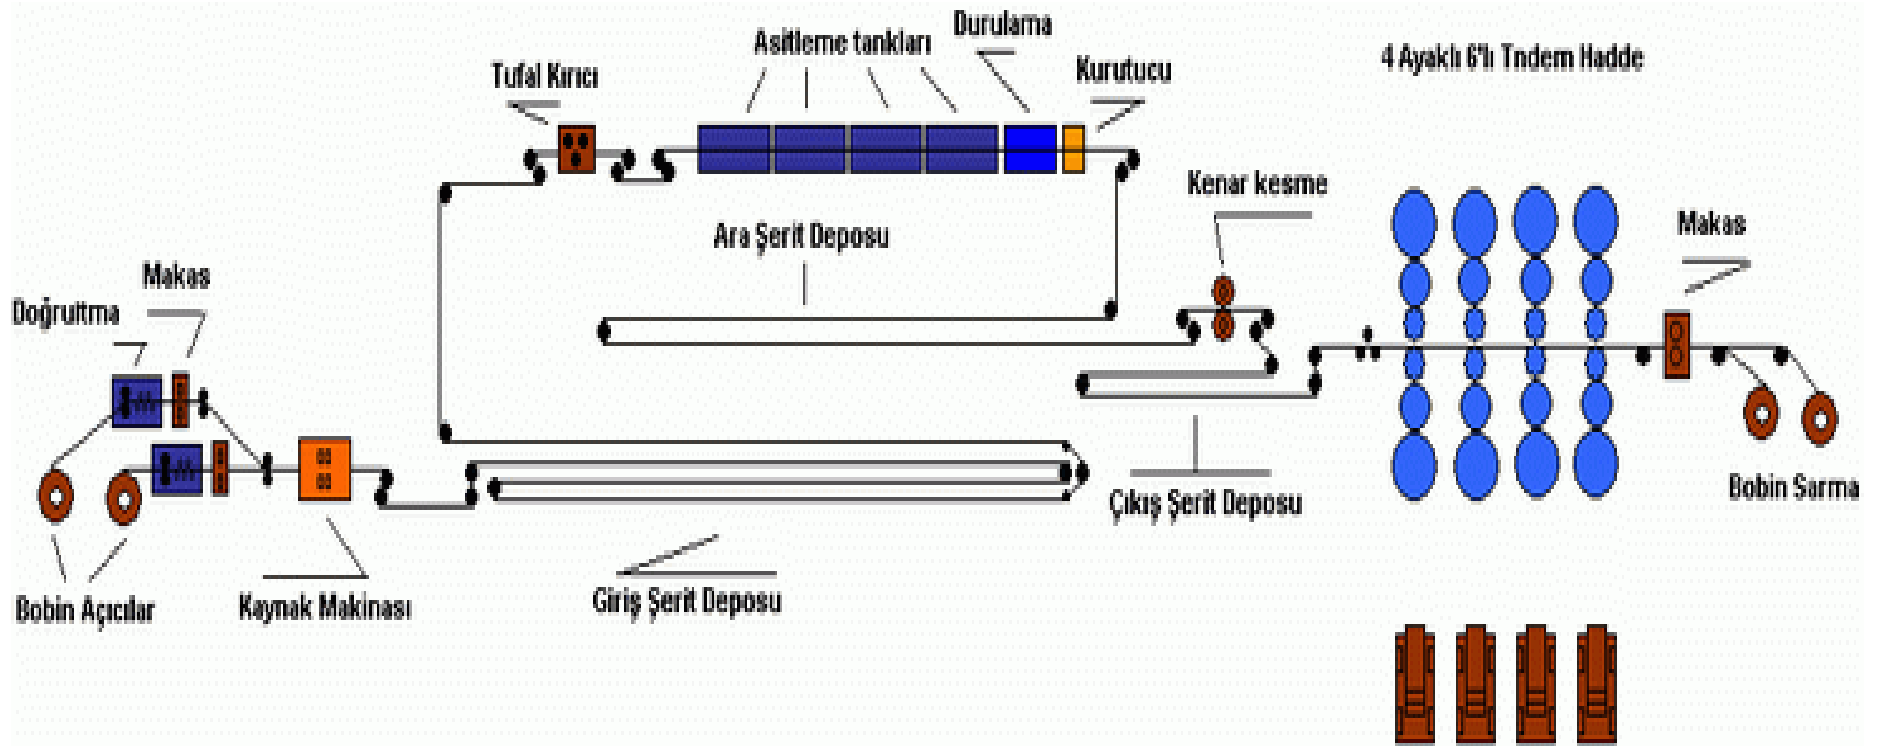 Durulama
Asitleme tankları
Tufal Kırıcı
Kurutucu
4 Ayaklı 6'lı Tndem Hadde
Kenar kesme
Makas
Ara Şerit Deposu
Makas
Doğrultma
Bobin Sarma
Çıkış Şerit Deposu
Bobin Açıcılar
Kaynak Makinası
Giriş Şerit Deposu